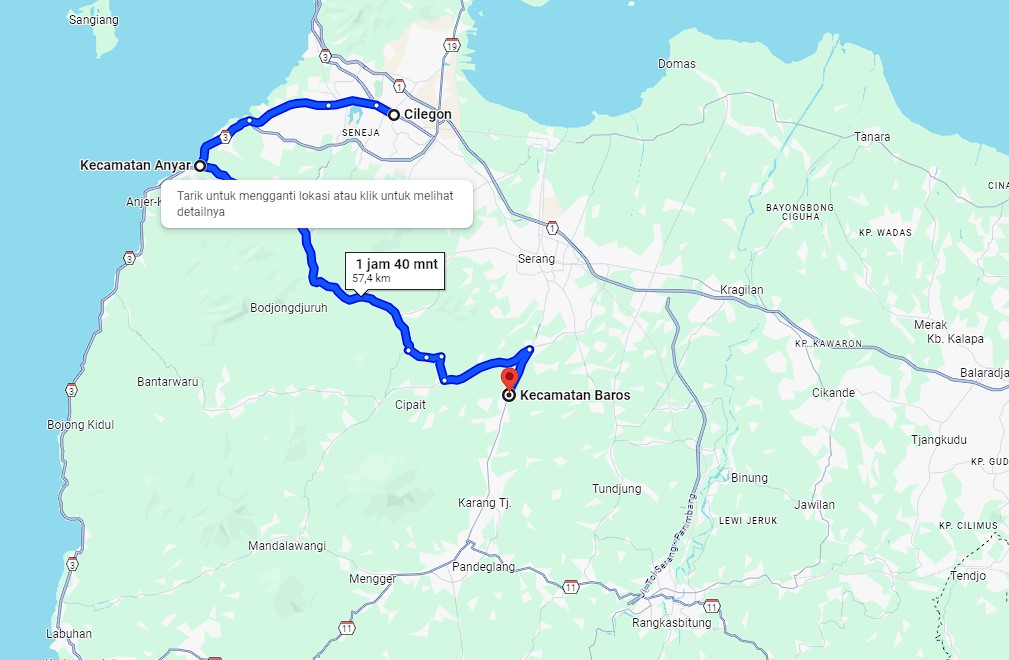 Sangiang
19
3
Domas
1
Cilegon
3
SENEJA
Tanara
Kecamatan Anyar
CINA
Tarik untuk mengganti lokasi atau klik untuk melihat
detailnya
Anjer-K
BAYONGBONG
CIGUHA
1
KP. WADAS
3
Serang
1 jam 40 mnt
57,4 km
Kragilan
Bodjongdjuruh
Merak
Kb. Kalapa
KP. KAWARON
Balaradja
Bantarwaru
3
Kecamatan Baros
Cikande
Cipait
Bojong Kidul
Tjangkudu
KP. GUD
Binung
Tundjung
Karang Tj.
Jawilan
LEWI JERUK
KP. CILIMUS
Jl. Tol Serang - Panimbang
Mandalawangi
3
Pandeglang
Mengger
Tendjo
11
11
Rangkasbitung
11
Labuhan